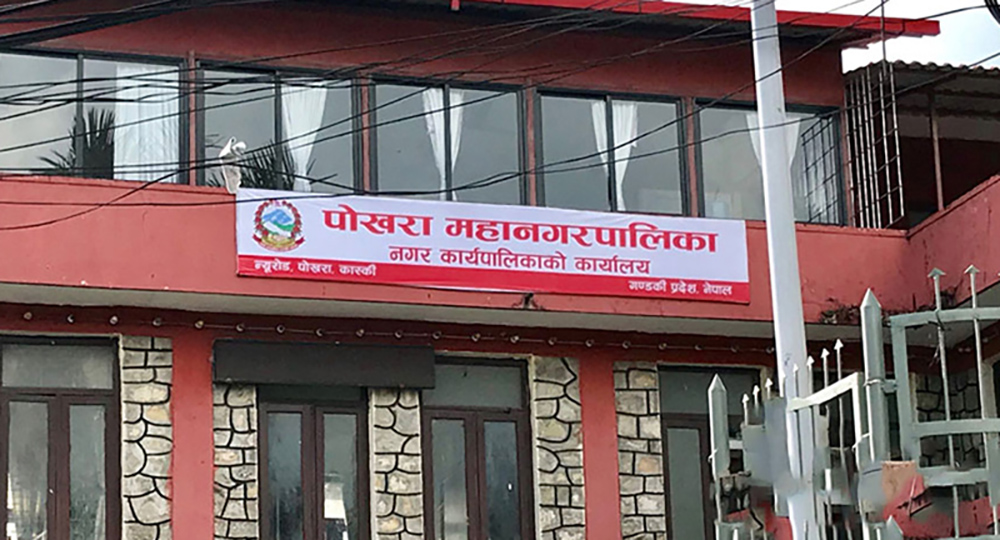 पोखरा महानगरपालिका
नगर कार्यपालिकाको कार्यालय
न्यूरोड, पोखरा, कास्की
गण्डकी प्रदेश, नेपाल